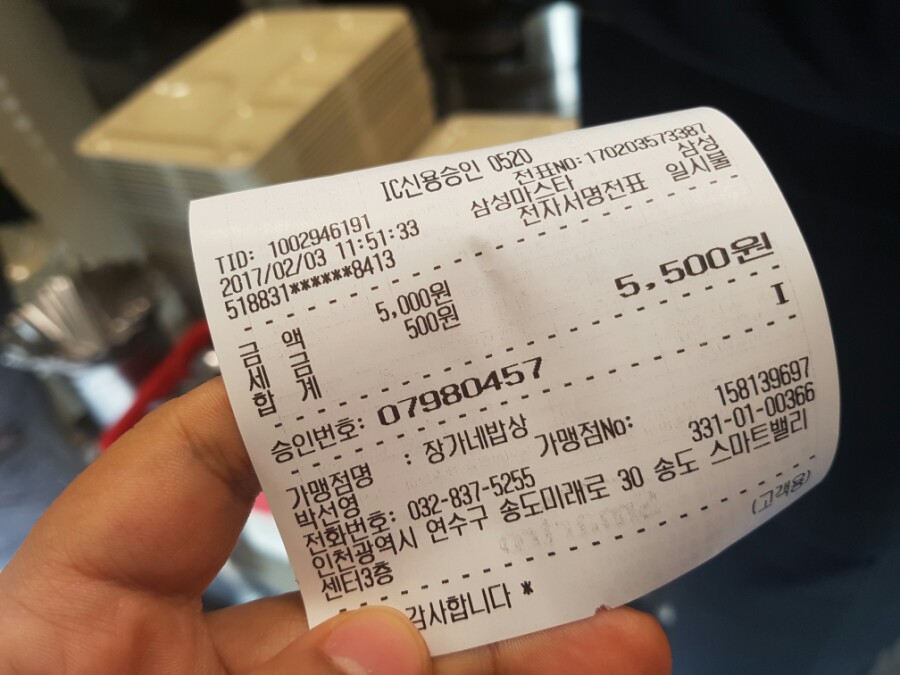 IC신용승인 0520
TID: 1002946191 전표NO: 170203573387
2017/02/03 11:51:33 삼성마스타 삼성
518831******8413 전자서명전표 일시불
금 액 5,000원
세 금 500원
합 계 5,500원
I
승인번호: 07980457
가맹점명 : 장가네밥상 가맹점No: 158139697
박선영 331-01-00366
전화번호: 032-837-5255
인천광역시 연수구 송도미래로 30 송도 스마트밸리
센터3층
(고객용)
감사합니다 *